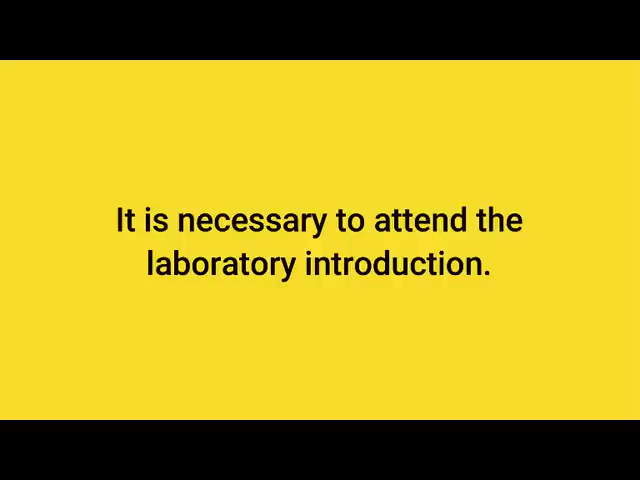 It is necessary to attend the
laboratory introduction.